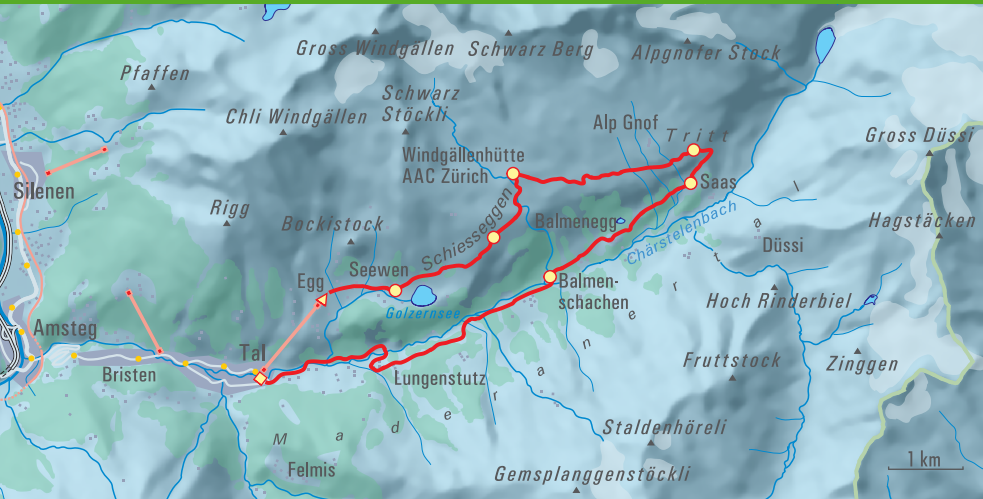 Gross Windgällen
Schwarz Berg
Alpgnofer Stock
Pfaffen
Schwarz
Stöckli
Chli Windgällen
Alp Gnof
Tritt
Gross Düssi
Windgällenhütte
AAC Zürich
Silenen
Saas
Rigg
Bockistock
Schiesseggen
Balmenegg
Chärstelenbach
Hagstäcken
Düssi
Seewen
Egg
Balmen-
schachen
Hoch Rinderbiel
Golzernsee
Amsteg
Tal
Bristen
Lungenstutz
Fruttstock
Zinggen
Maderanertal
Staldenhöreli
Felmis
Gemsplanggenstöckli
1 km